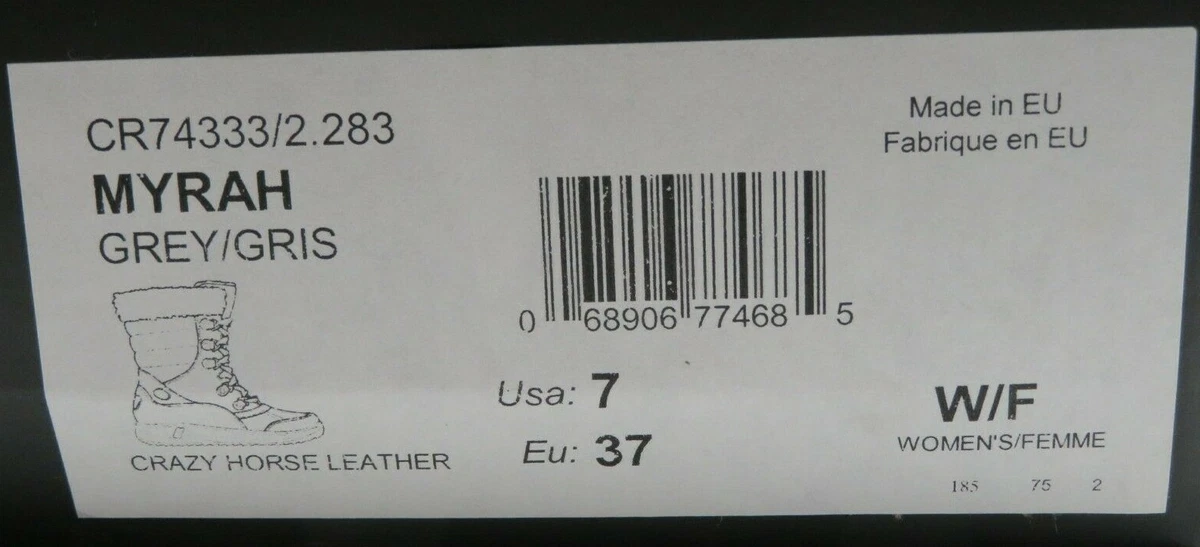 CR74333/2.283
MYRAH
GREY/GRIS
CRAZY HORSE LEATHER
0 68906 77468 5
Usa: 7
Eu: 37
Made in EU
Fabrique en EU
W/F
WOMEN'S/FEMME
185 75 2